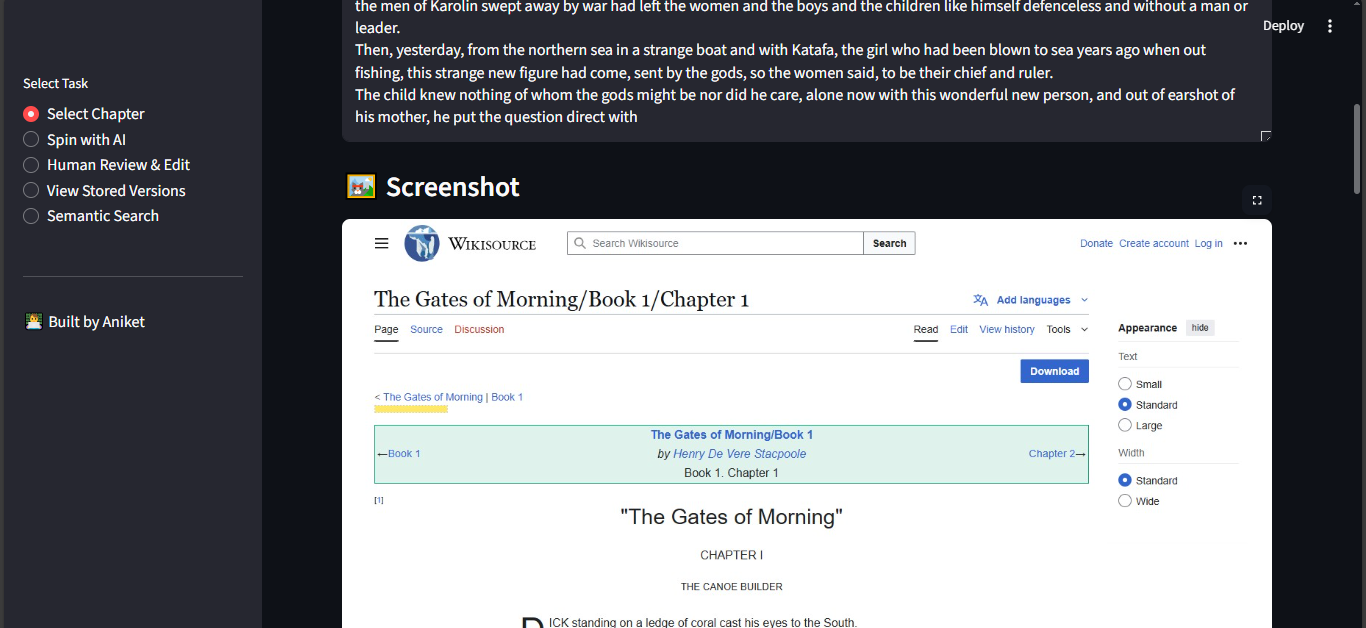 the men of Karolin swept away by war had left the women and the boys and the children like himself defenceless and without a man or
leader.
Then, yesterday, from the northern sea in a strange boat and with Katafa, the girl who had been blown to sea years ago when out
fishing, this strange new figure had come, sent by the gods, so the women said, to be their chief and ruler.
The child knew nothing of whom the gods might be nor did he care, alone now with this wonderful new person, and out of earshot of
his mother, he put the question direct with
Deploy
Select Task
Select Chapter
Spin with AI
Human Review & Edit
View Stored Versions
Semantic Search
Built by Aniket
Screenshot
WIKISOURCE
Search Wikisource
Search
Donate Create account Log in
The Gates of Morning/Book 1/Chapter 1
Add languages
Page Source Discussion
Read Edit View history Tools
Download
< The Gates of Morning | Book 1
The Gates of Morning/Book 1
←Book 1
by Henry De Vere Stacpoole
Chapter 2→
Book 1. Chapter 1
[1]
"The Gates of Morning"
CHAPTER I
THE CANOE BUILDER
DICK standing on a ledge of coral cast his eyes to the South.
Appearance hide
Text
Small
Standard
Large
Width
Standard
Wide